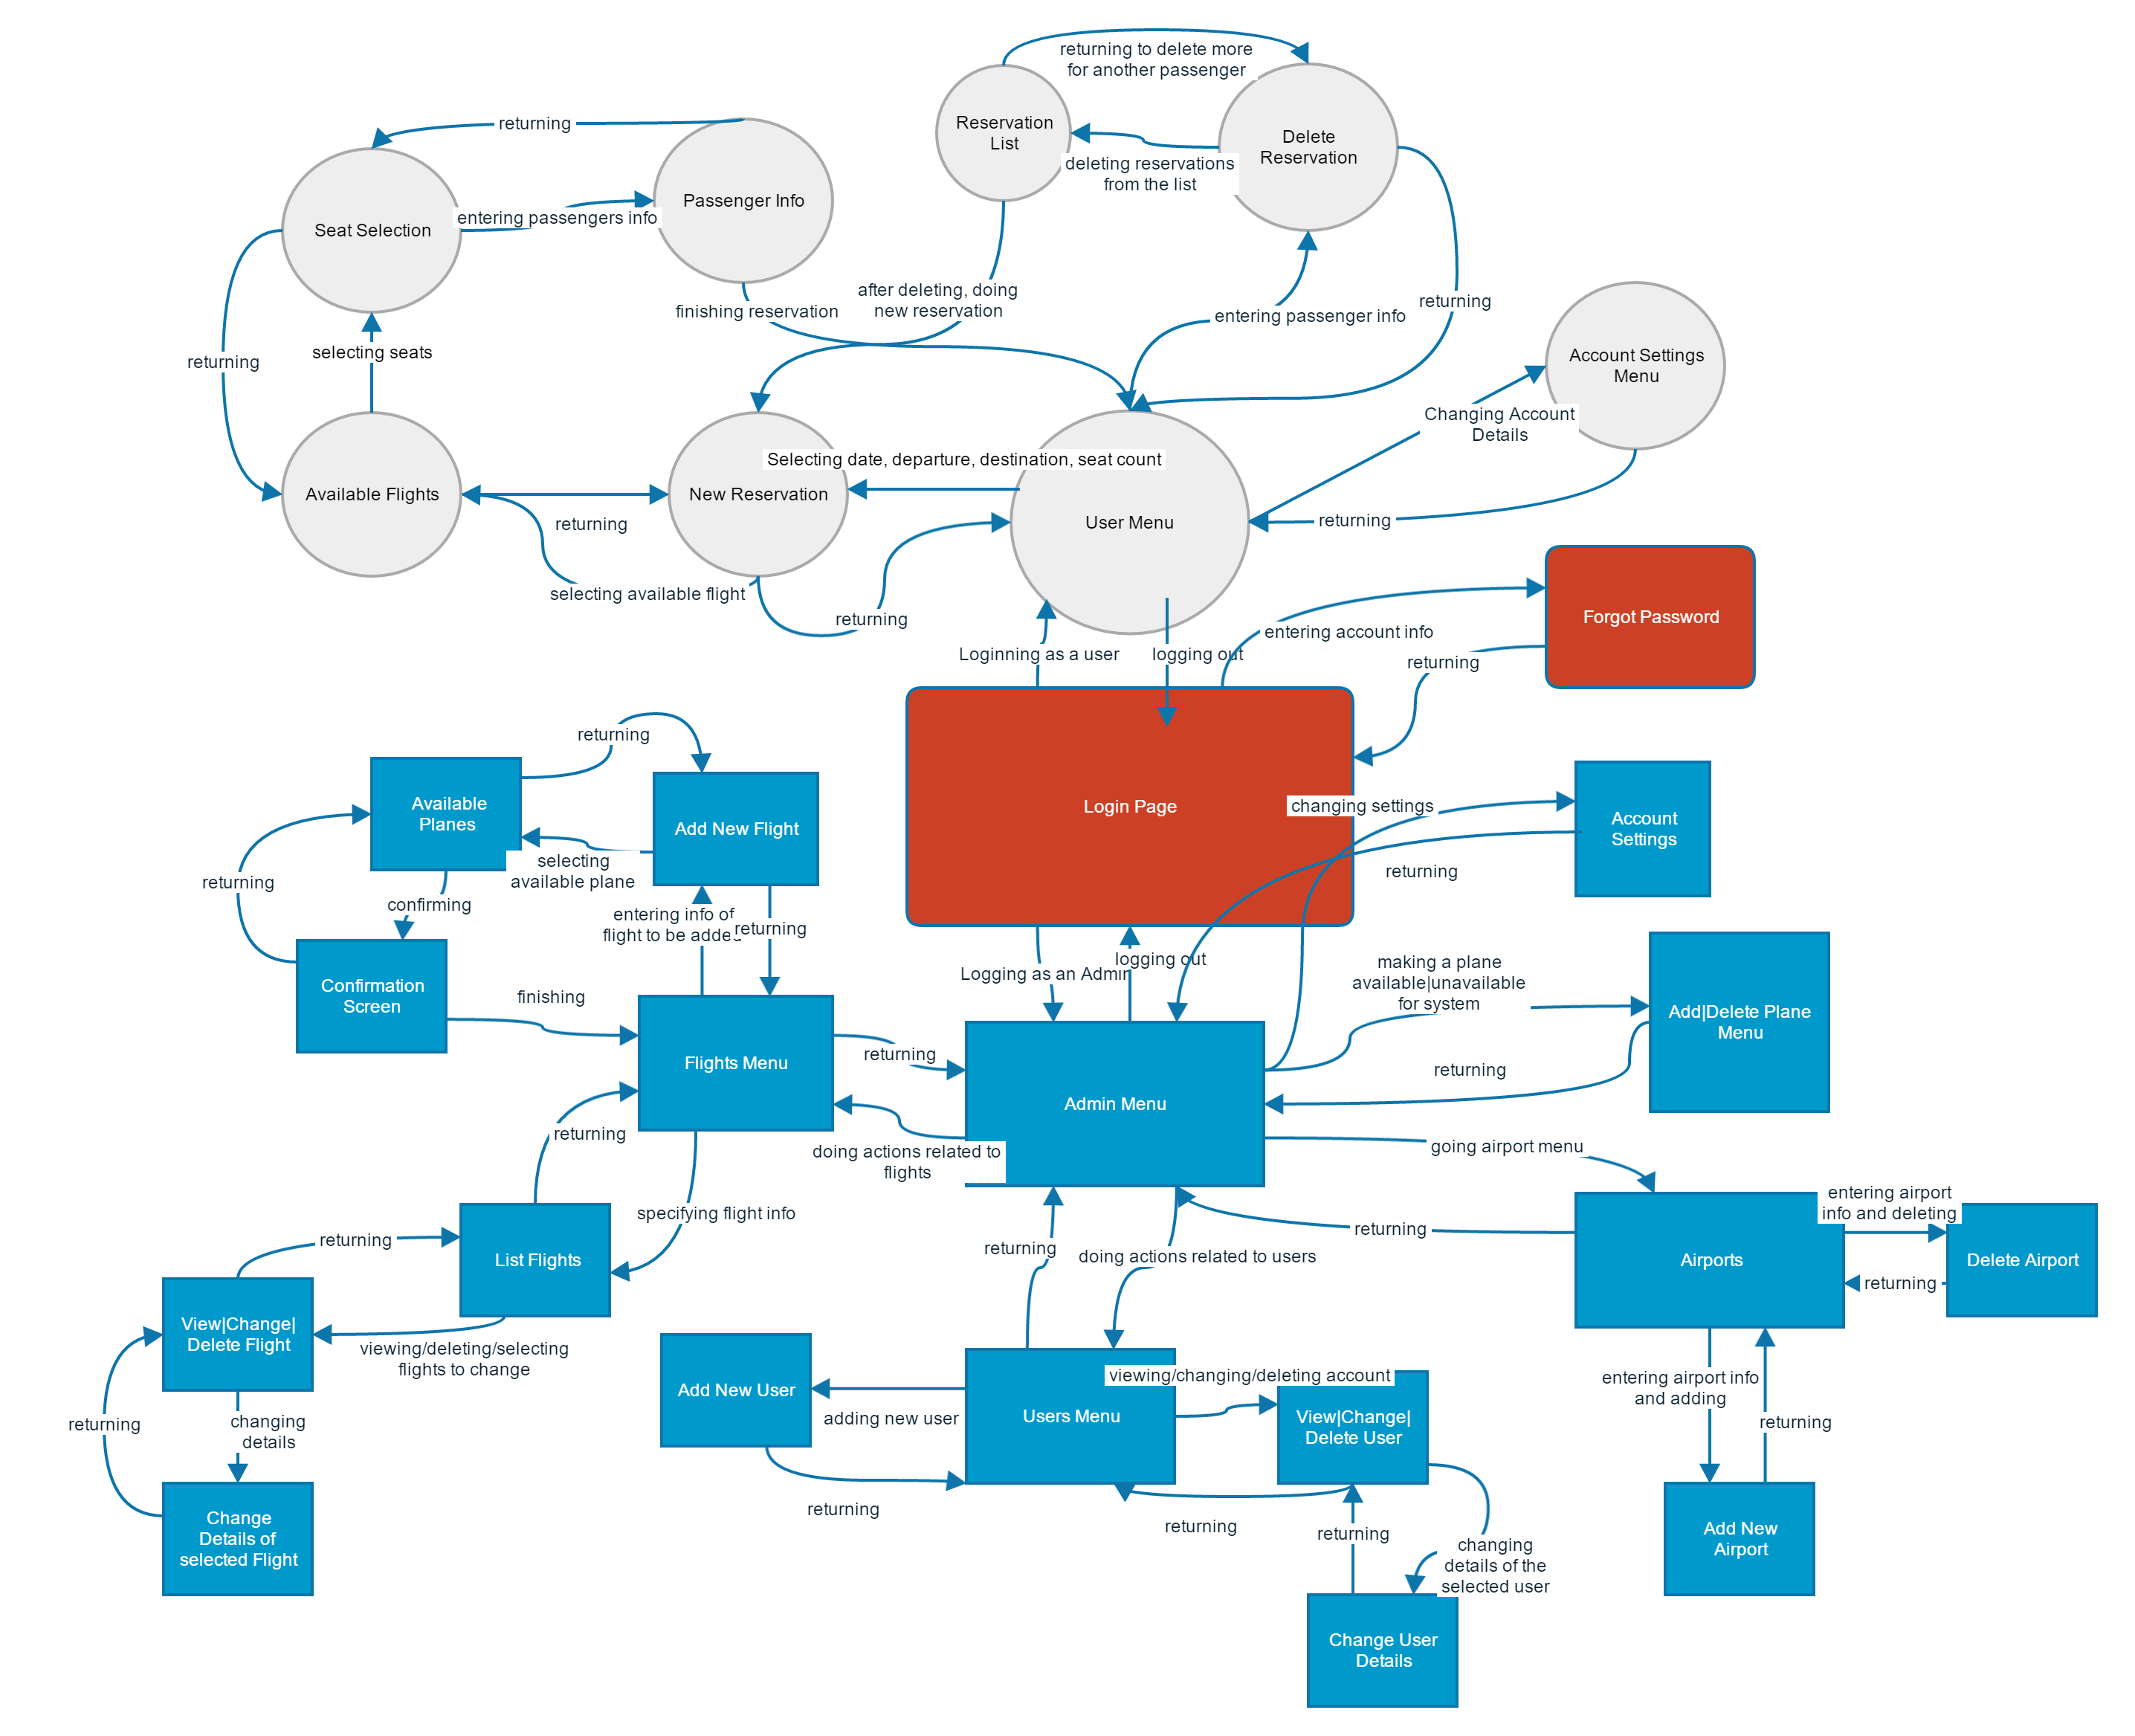 returning to delete more
for another passenger
Reservation
List
Delete
Reservation
returning
deleting reservations
from the list
Seat Selection
entering passengers info
Passenger Info
after deleting, doing
new reservation
finishing reservation
entering passenger info
returning
returning
selecting seats
Account Settings
Menu
Changing Account
Details
Selecting date, departure, destination, seat count
Available Flights
New Reservation
User Menu
returning
returning
selecting available flight
returning
Forgot Password
entering account info
Loginning as a user
logging out
returning
returning
Available
Planes
Add New Flight
Login Page
changing settings
Account
Settings
selecting
available plane
returning
returning
confirming
entering info of
flight to be added
returning
Logging as an Admin
logging out
making a plane
available|unavailable
for system
Confirmation
Screen
finishing
Add|Delete Plane
Menu
Flights Menu
returning
returning
Admin Menu
returning
doing actions related to
flights
going airport menu
specifying flight info
entering airport
info and deleting
returning
returning
doing actions related to users
returning
List Flights
Airports
Delete Airport
returning
View|Change|
Delete Flight
viewing/deleting/selecting
flights to change
Add New User
adding new user
viewing/changing/deleting account
Users Menu
View|Change|
Delete User
entering airport info
and adding
returning
returning
changing
details
returning
returning
returning
changing
details of the
selected user
Change
Details of
selected Flight
Add New
Airport
Change User
Details